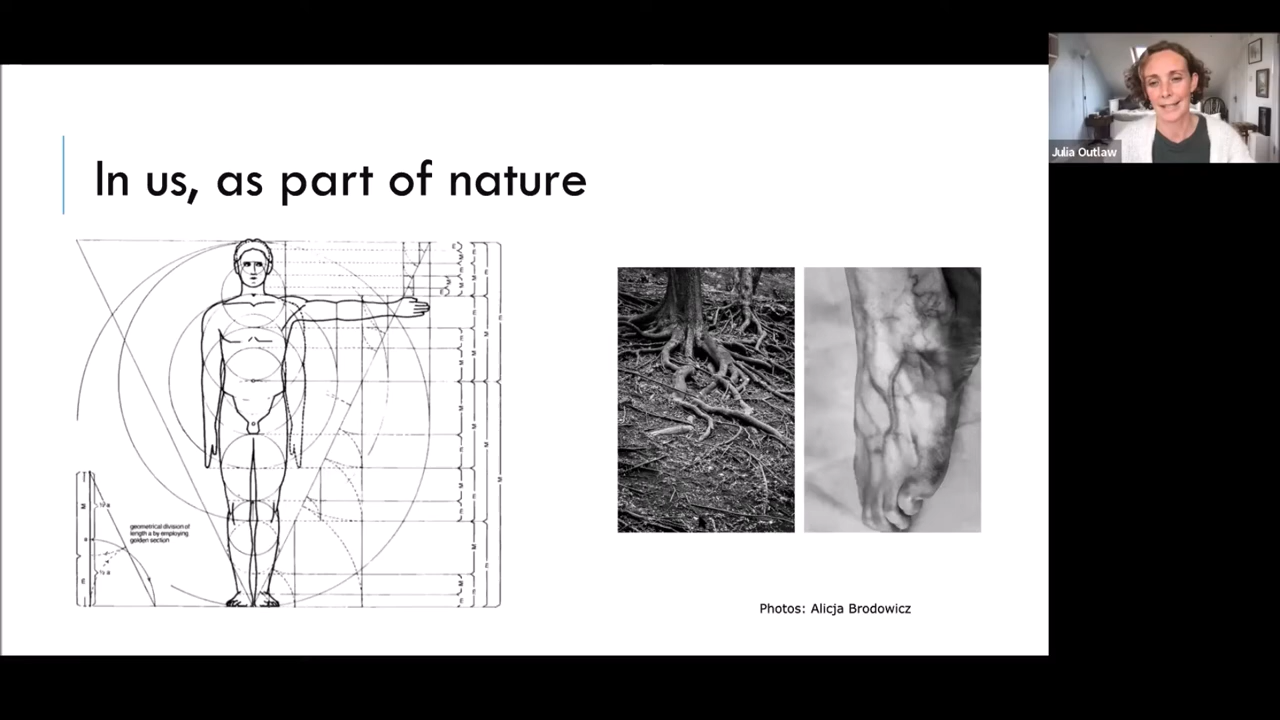 In us, as part of nature
Julia Outlaw
geometrical division of
length a by employing
golden section
Photos: Alicja Brodowicz